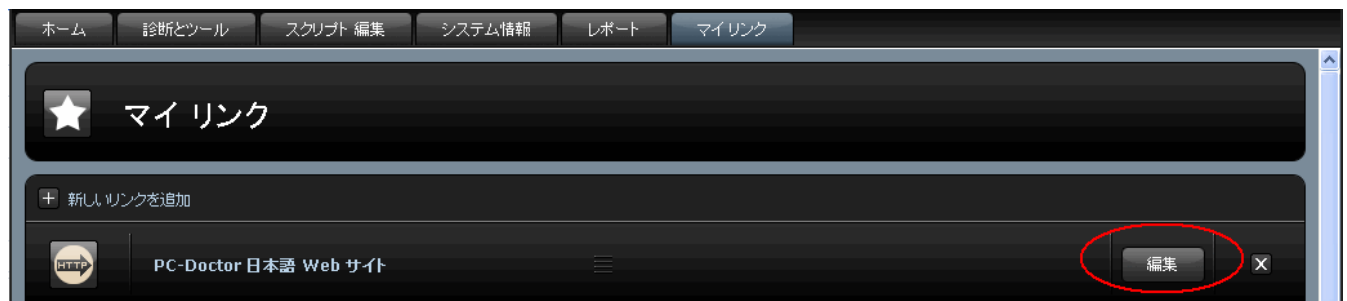 ホーム 診断とツール スクリプト 編集 システム情報 レポート マイ リンク
マイ リンク
+ 新しいリンクを追加
HTTP PC-Doctor 日本語 Web サイト 編集 X